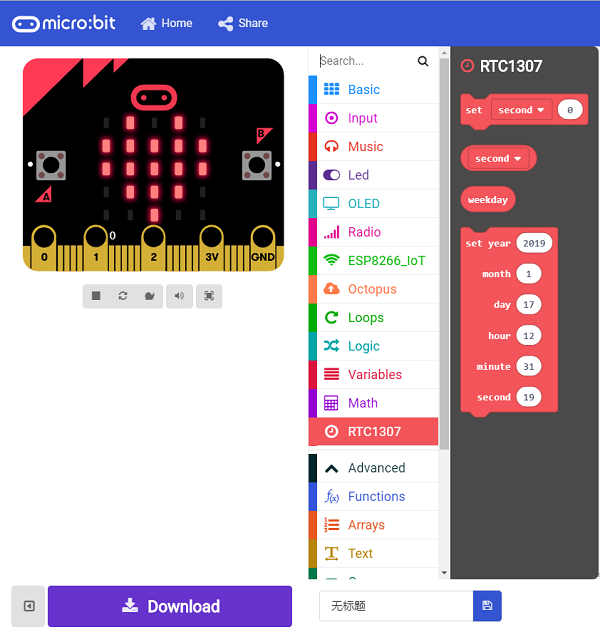 micro:bit Home Share
B
A
0
0 1 2 3V GND
Download
Search...
Basic
Input
Music
Led
OLED
Radio
ESP8266_IoT
Octopus
Loops
Logic
Variables
Math
RTC1307
Advanced
Functions
Arrays
Text
RTC1307
set second 0
second
weekday
set year 2019
month 1
day 17
hour 12
minute 31
second 19
无标题